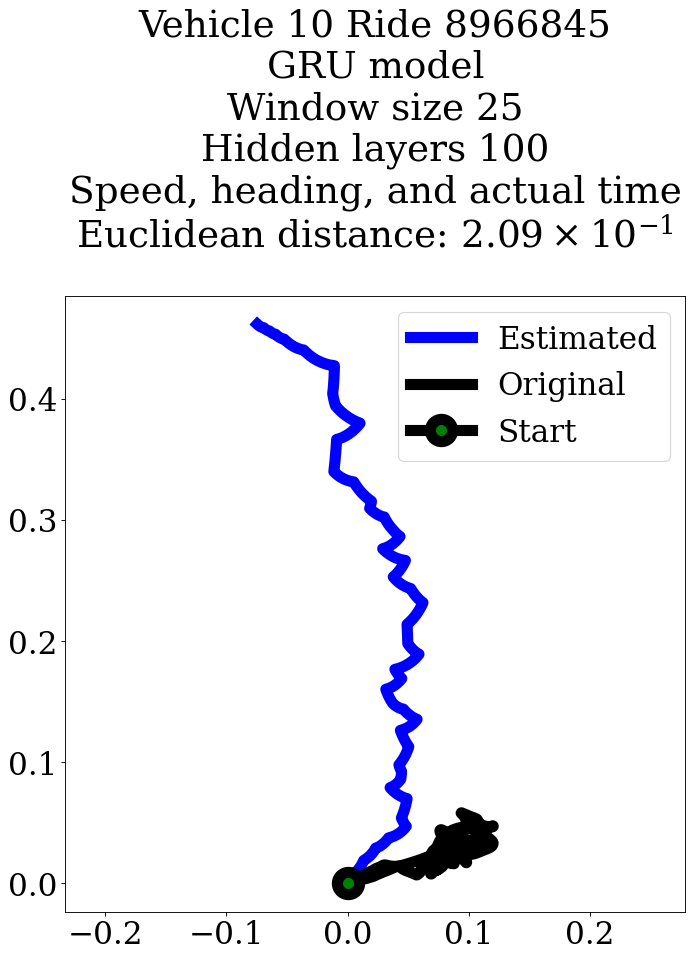 Vehicle 10 Ride 8966845
GRU model
Window size 25
Hidden layers 100
Speed, heading, and actual time
Euclidean distance: 2.09 × 10⁻¹
Estimated
Original
Start
0.4
0.3
0.2
0.1
0.0
−0.2
−0.1
0.0
0.1
0.2